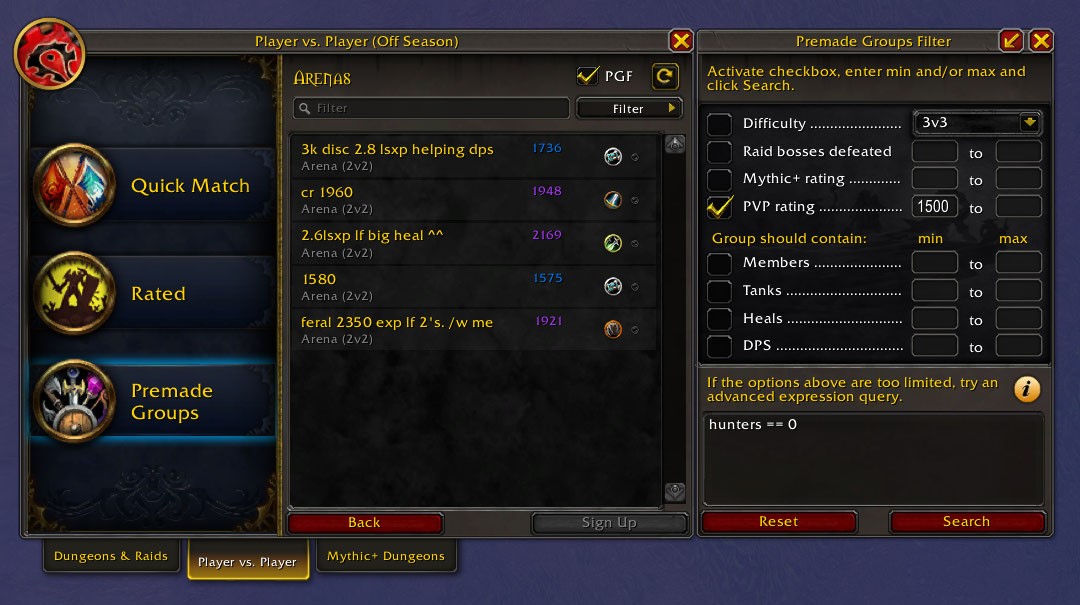 Player vs. Player (Off Season)
Quick Match
Rated
Premade
Groups
Arenas
PGF
Filter
Filter
3k disc 2.8 lsxp helping dps 1736
Arena (2v2)
cr 1960 1948
Arena (2v2)
2.6lsxp lf big heal ^^ 2169
Arena (2v2)
1580 1575
Arena (2v2)
feral 2350 exp lf 2's. /w me 1921
Arena (2v2)
Back
Sign Up
Dungeons & Raids
Player vs. Player
Mythic+ Dungeons
Premade Groups Filter
Activate checkbox, enter min and/or max and
click Search.
Difficulty ...................... 3v3
Raid bosses defeated to
Mythic+ rating ............ to
PVP rating ................... 1500 to
Group should contain: min max
Members .................... to
Tanks .......................... to
Heals ........................... to
DPS ............................. to
If the options above are too limited, try an
advanced expression query.
i
hunters == 0
Reset
Search